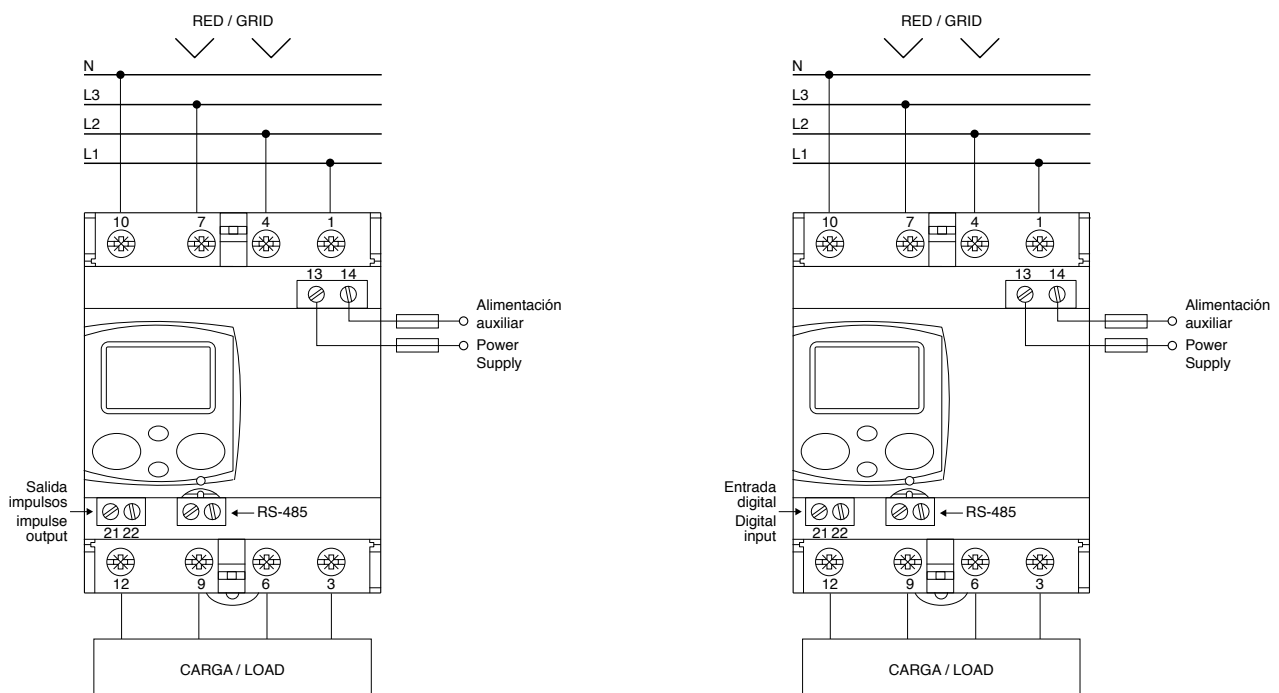 RED / GRID
N
L3
L2
L1
10 7 4 1
13 14
Alimentación
auxiliar
Power
Supply
Salida
impulsos
impulse
output
21 22
RS-485
12 9 6 3
CARGA / LOAD
RED / GRID
N
L3
L2
L1
10 7 4 1
13 14
Alimentación
auxiliar
Power
Supply
Entrada
digital
Digital
input
21 22
RS-485
12 9 6 3
CARGA / LOAD